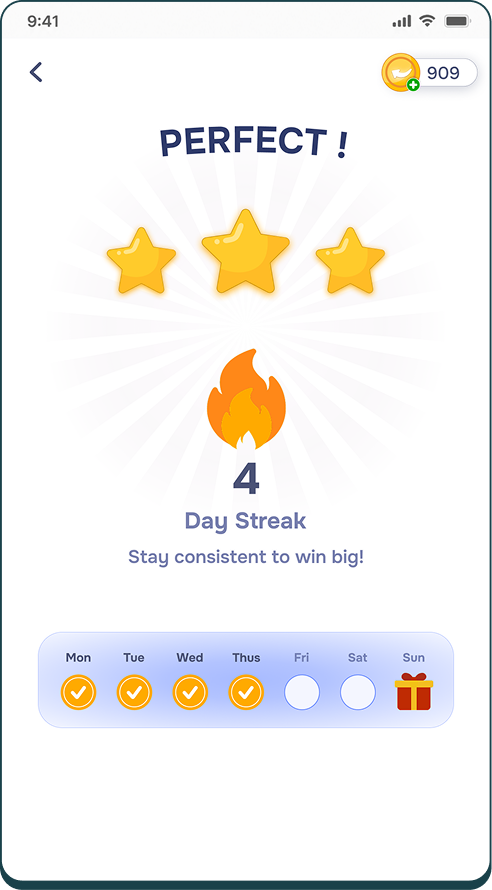 9:41
909
PERFECT !
4
Day Streak
Stay consistent to win big!
Mon Tue Wed Thus Fri Sat Sun